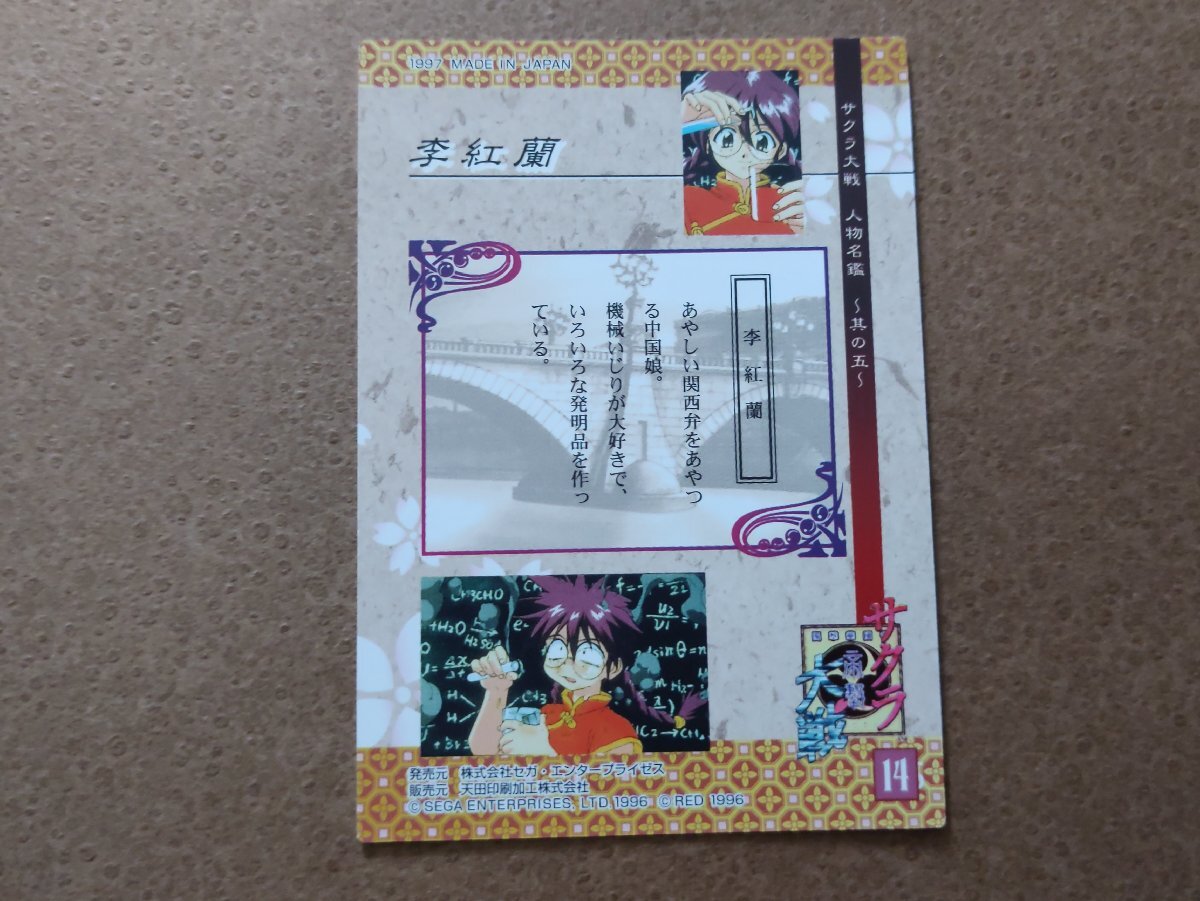 1997 MADE IN JAPAN
李紅蘭
サクラ大戦 人物名鑑 〜其の五〜
李紅蘭
あやしい関西弁をあやつ
る中国娘。
機械いじりが大好きで、
いろいろな発明品を作っ
ている。
サクラ
大戦
14
発売元 株式会社セガ・エンタープライゼス
販売元 天田印刷加工株式会社
© SEGA ENTERPRISES, LTD.1996 © RED 1996